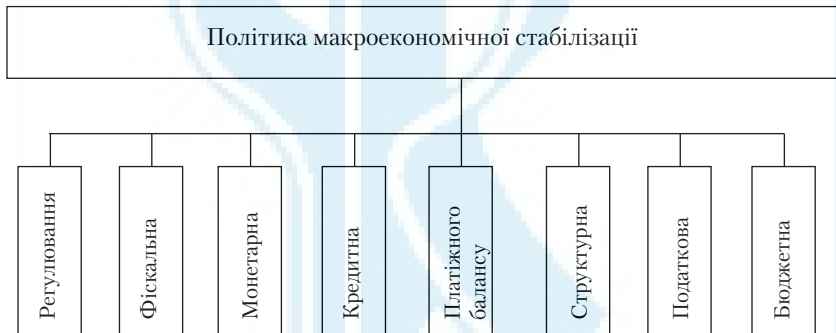 Політика макроекономічної стабілізації
Регулювання
Фіскальна
Монетарна
Кредитна
Платіжного
балансу
Структурна
Податкова
Бюджетна